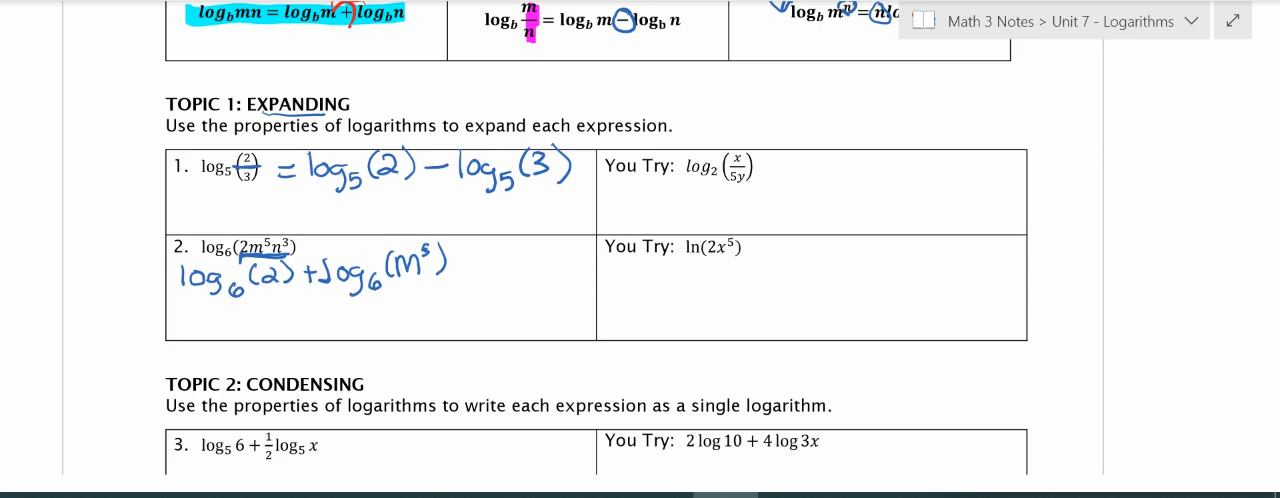 log_b mn = log_b m + log_b n
log_b m/n = log_b m − log_b n
log_b mⁿ = n
Math 3 Notes > Unit 7 - Logarithms
TOPIC 1: EXPANDING
Use the properties of logarithms to expand each expression.
1. log₅(2/3) = log₅(2) − log₅(3)
You Try: log₂(x/5y)
2. log₆(2m⁵n³)
log₆(2) + log₆(m⁵)
You Try: ln(2x⁵)
TOPIC 2: CONDENSING
Use the properties of logarithms to write each expression as a single logarithm.
3. log₅ 6 + ½ log₅ x
You Try: 2 log 10 + 4 log 3x